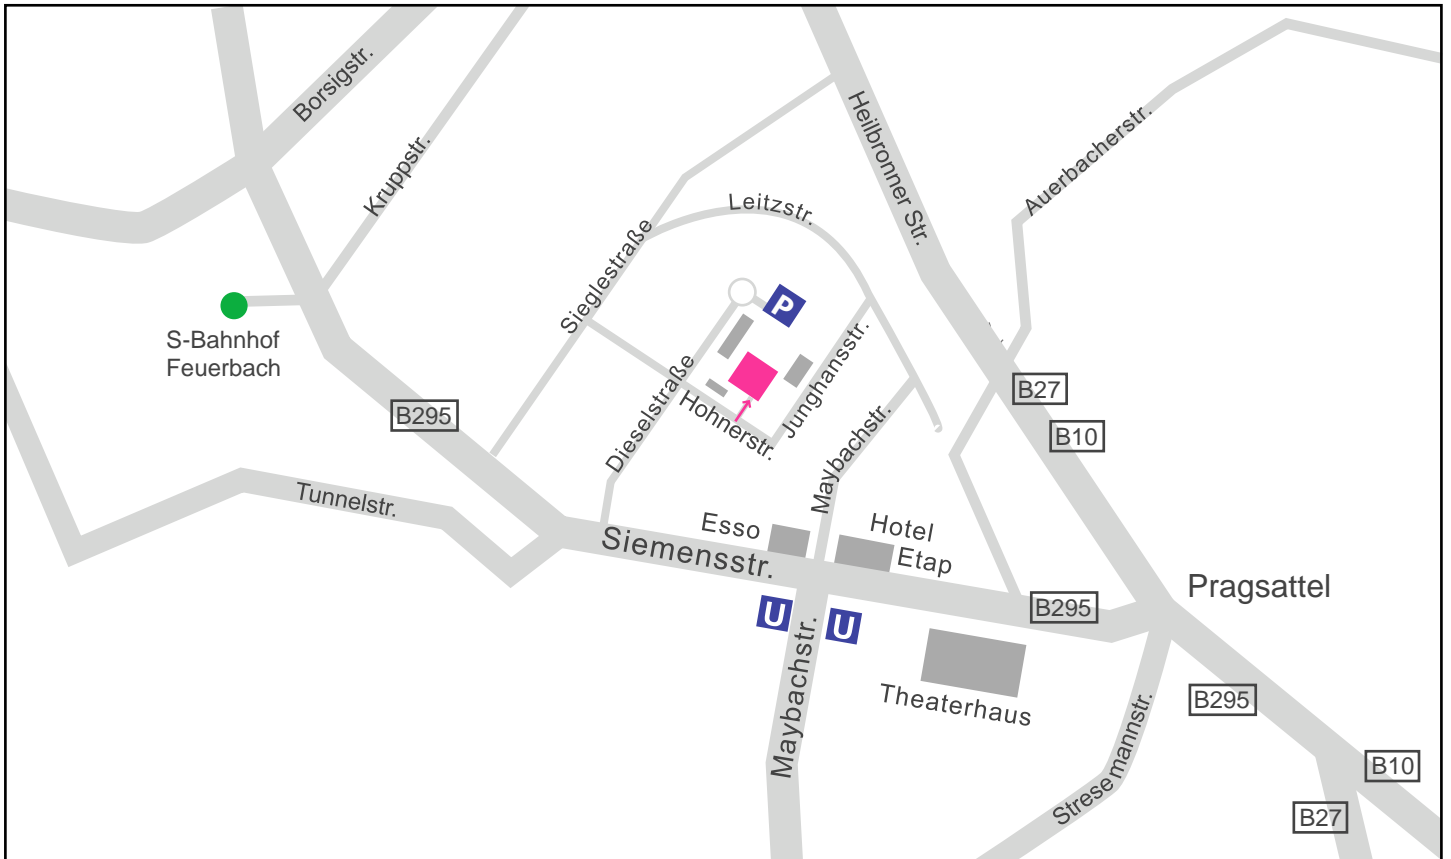 Borsigstr.
Kruppstr.
Heilbronner Str.
Auerbacherstr.
Leitzstr.
Sieglestraße
P
S-Bahnhof
Feuerbach
B295
Dieselstraße
Hohnerstr.
Junghansstr.
Maybachstr.
B27
B10
Tunnelstr.
Esso
Hotel
Etap
Siemensstr.
Pragsattel
B295
U
U
Maybachstr.
Theaterhaus
B295
Stresemannstr.
B10
B27